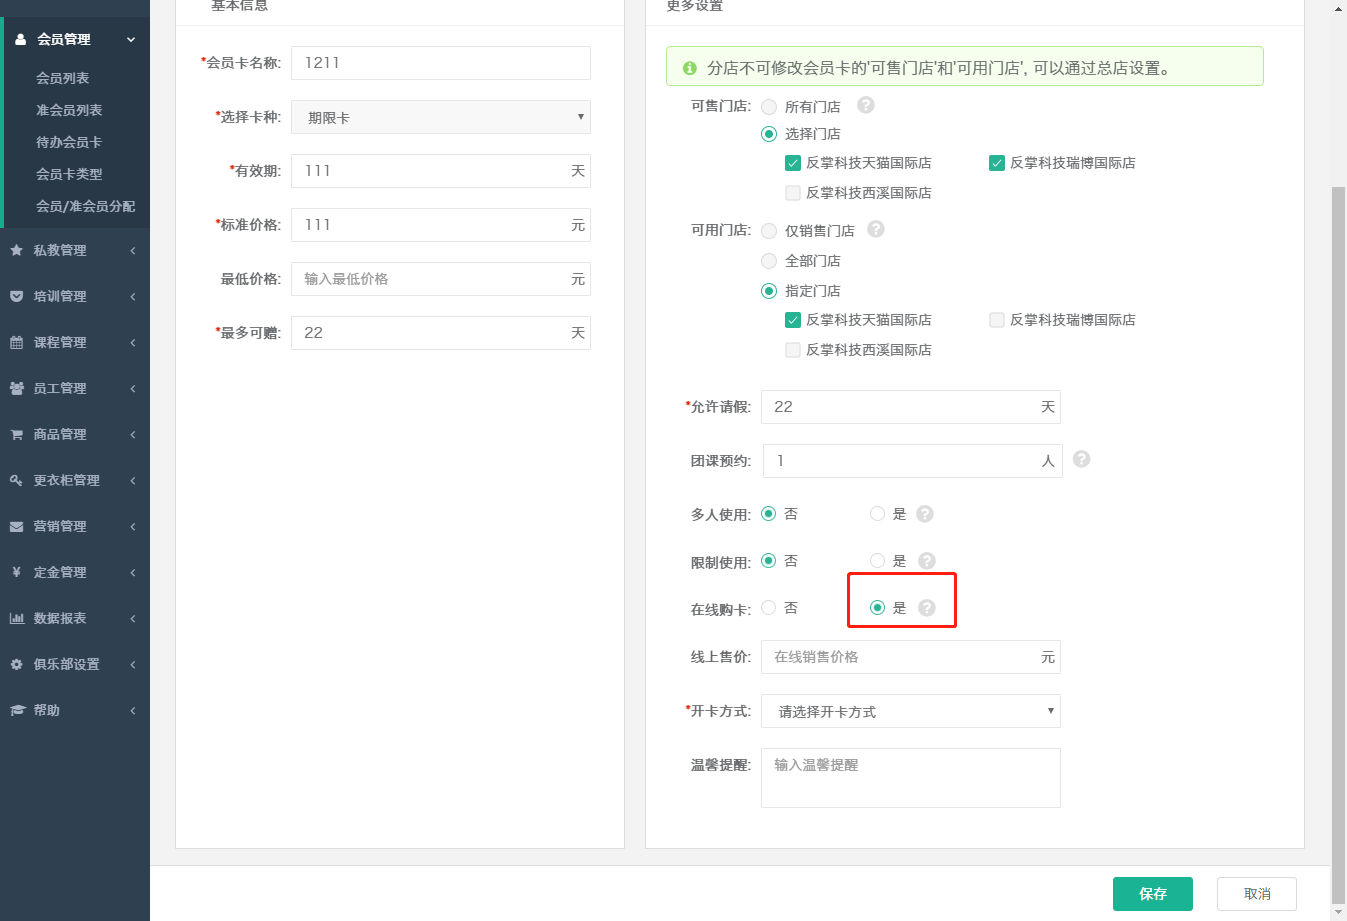 会员管理
会员列表
准会员列表
待办会员卡
会员卡类型
会员/准会员分配
私教管理
培训管理
课程管理
员工管理
商品管理
更衣柜管理
营销管理
定金管理
数据报表
俱乐部设置
帮助
基本信息
*会员卡名称: 1211
*选择卡种: 期限卡
*有效期: 111 天
*标准价格: 111 元
最低价格: 输入最低价格 元
*最多可赠: 22 天
更多设置
分店不可修改会员卡的'可售门店'和'可用门店', 可以通过总店设置。
可售门店: 所有门店
选择门店
反掌科技天猫国际店 反掌科技瑞博国际店
反掌科技西溪国际店
可用门店: 仅销售门店
全部门店
指定门店
反掌科技天猫国际店 反掌科技瑞博国际店
反掌科技西溪国际店
*允许请假: 22 天
团课预约: 1 人
多人使用: 否 是
限制使用: 否 是
在线购卡: 否 是
线上售价: 在线销售价格 元
*开卡方式: 请选择开卡方式
温馨提醒: 输入温馨提醒
保存 取消